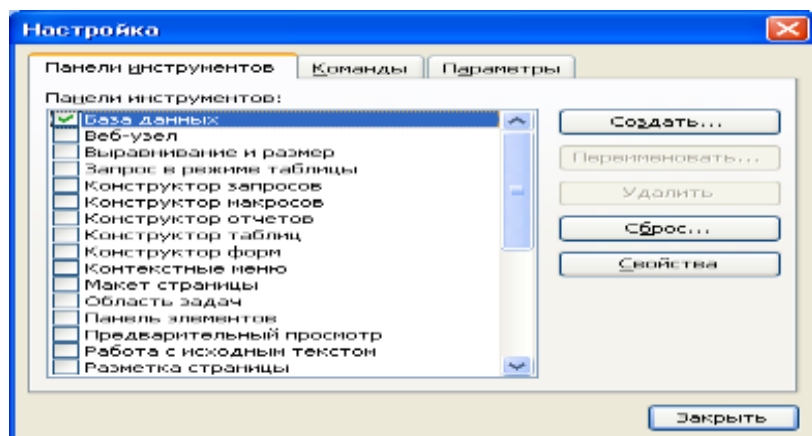 Настройка
Панели инструментов Команды Параметры
Панели инструментов:
База данных
Веб-узел
Выравнивание и размер
Запрос в режиме таблицы
Конструктор запросов
Конструктор макросов
Конструктор отчетов
Конструктор таблиц
Конструктор форм
Контекстные меню
Макет страницы
Область задач
Панель элементов
Предварительный просмотр
Работа с исходным текстом
Разметка страницы
Создать...
Переименовать...
Удалить
Сброс...
Свойства
Закрыть